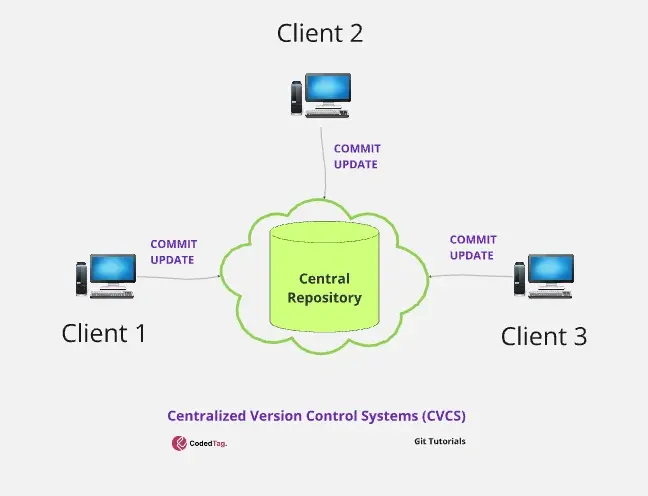 Client 2
COMMIT
UPDATE
COMMIT
UPDATE
COMMIT
UPDATE
Central
Repository
Client 1
Client 3
Centralized Version Control Systems (CVCS)
CodedTag.
Git Tutorials